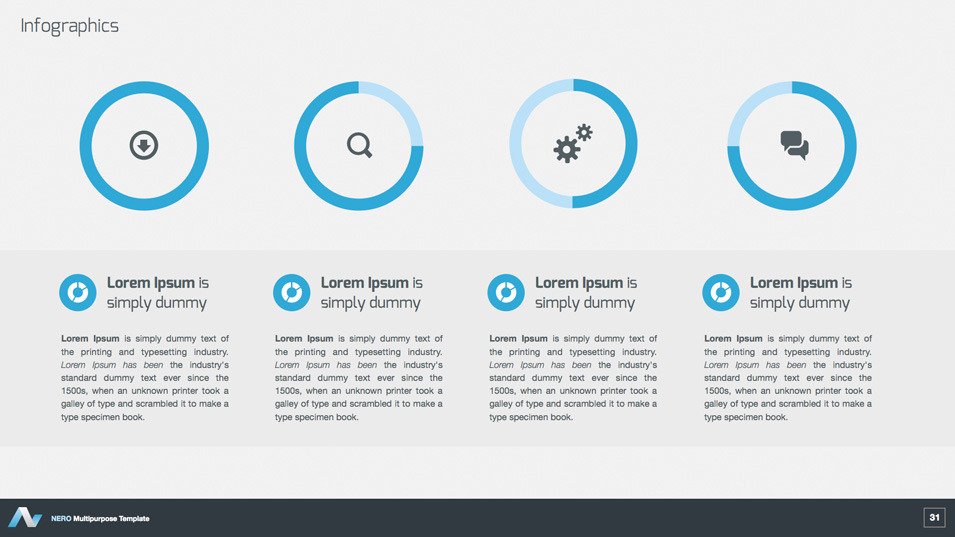 Infographics
Lorem Ipsum is
simply dummy
Lorem Ipsum is simply dummy text of
the printing and typesetting industry.
Lorem Ipsum has been the industry's
standard dummy text ever since the
1500s, when an unknown printer took a
galley of type and scrambled it to make a
type specimen book.
Lorem Ipsum is
simply dummy
Lorem Ipsum is simply dummy text of
the printing and typesetting industry.
Lorem Ipsum has been the industry's
standard dummy text ever since the
1500s, when an unknown printer took a
galley of type and scrambled it to make a
type specimen book.
Lorem Ipsum is
simply dummy
Lorem Ipsum is simply dummy text of
the printing and typesetting industry.
Lorem Ipsum has been the industry's
standard dummy text ever since the
1500s, when an unknown printer took a
galley of type and scrambled it to make a
type specimen book.
Lorem Ipsum is
simply dummy
Lorem Ipsum is simply dummy text of
the printing and typesetting industry.
Lorem Ipsum has been the industry's
standard dummy text ever since the
1500s, when an unknown printer took a
galley of type and scrambled it to make a
type specimen book.
NERO Multipurpose Template
31